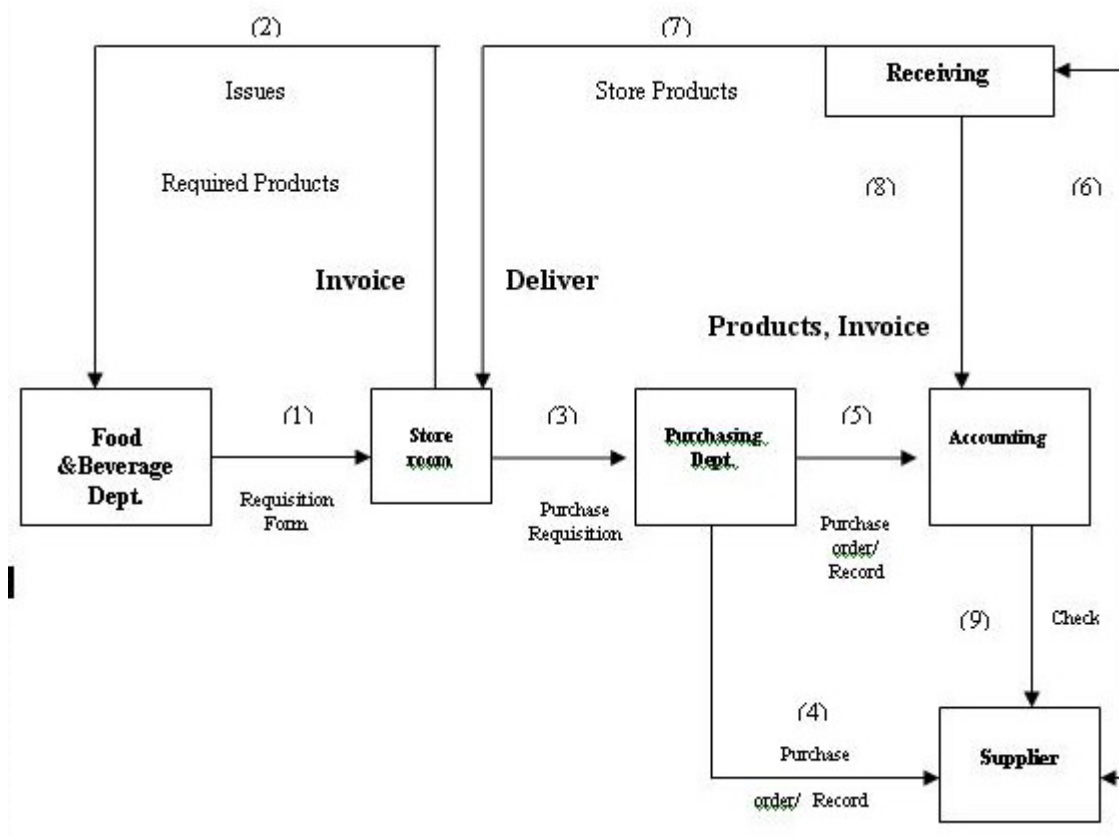 (2)
(7)
Receiving
Issues
Store Products
Required Products
(8)
(6)
Invoice
Deliver
Products, Invoice
(1)
(3)
(5)
Food
&Beverage
Dept.
Store
room
Purchasing
Dept.
Accounting
Requisition
Form
Purchase
Requisition
Purchase
order/
Record
(9)
Check
(4)
Purchase
order/ Record
Supplier